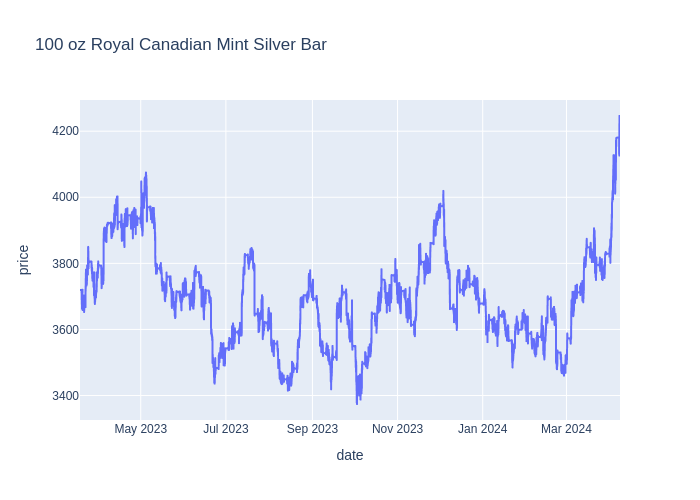 100 oz Royal Canadian Mint Silver Bar
price
4200
4000
3800
3600
3400
May 2023 Jul 2023 Sep 2023 Nov 2023 Jan 2024 Mar 2024
date